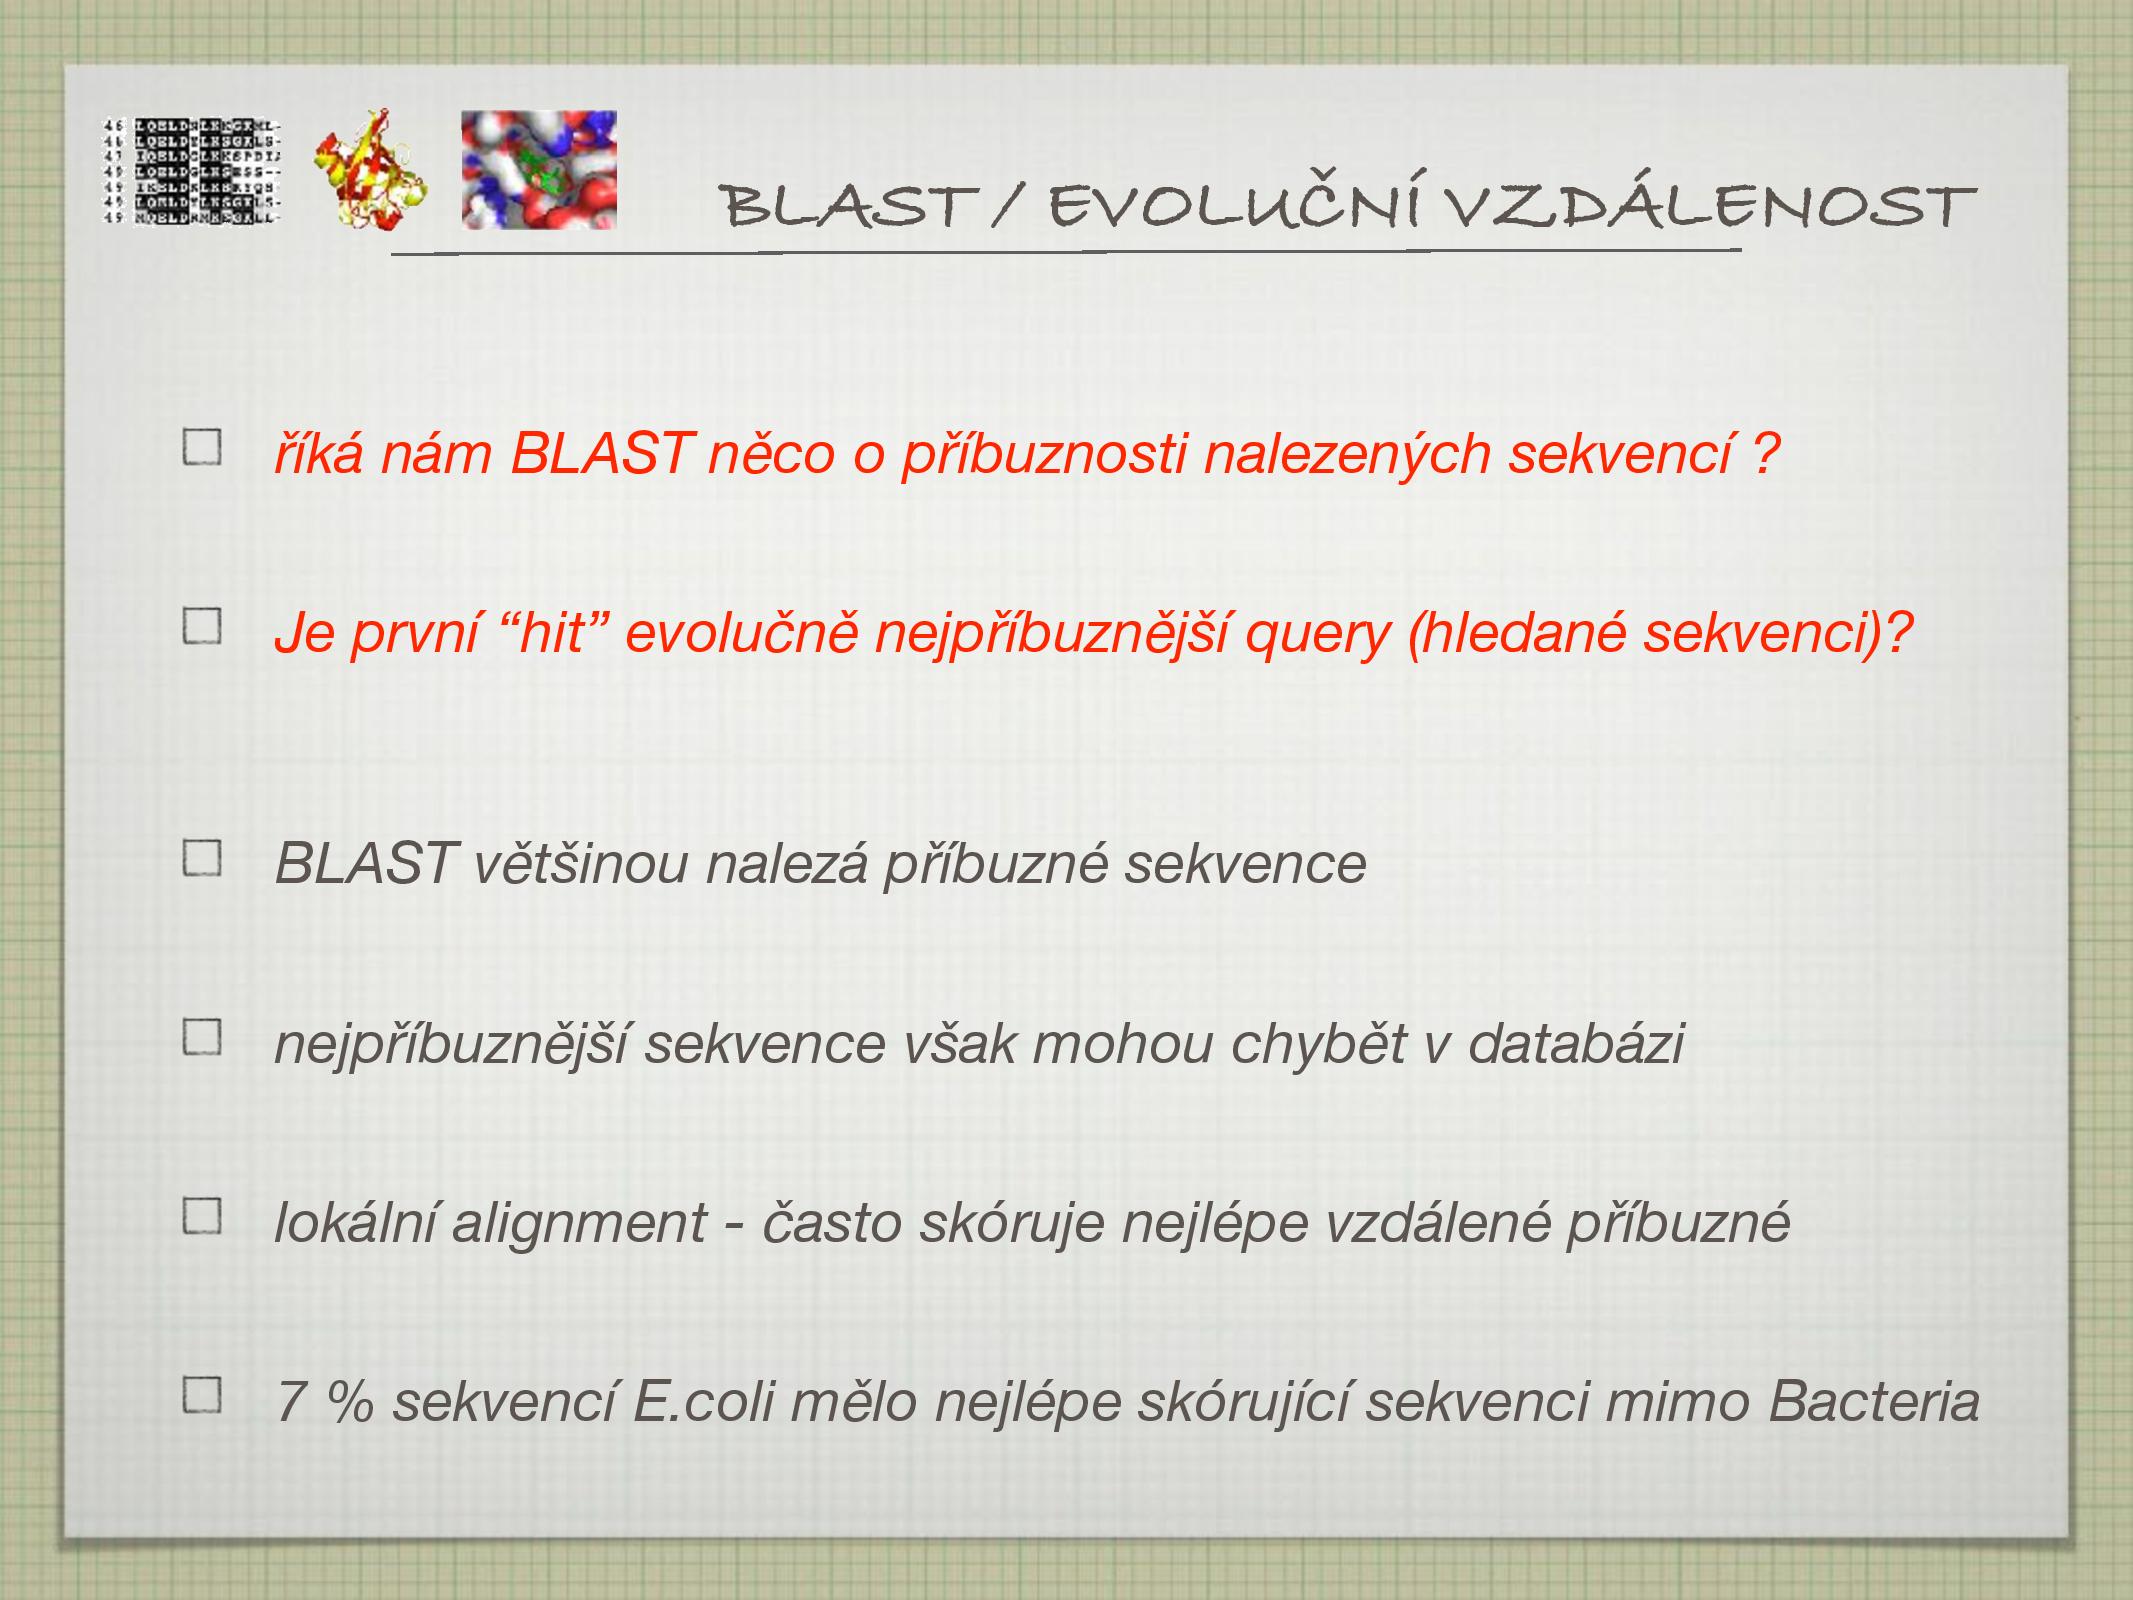 BLAST / EVOLUČNÍ VZDÁLENOST
říká nám BLAST něco o příbuznosti nalezených sekvencí ?
Je první “hit” evolučně nejpříbuznější query (hledané sekvenci)?
BLAST většinou nalezá příbuzné sekvence
nejpříbuznější sekvence však mohou chybět v databázi
lokální alignment - často skóruje nejlépe vzdálené příbuzné
7 % sekvencí E.coli mělo nejlépe skórující sekvenci mimo Bacteria